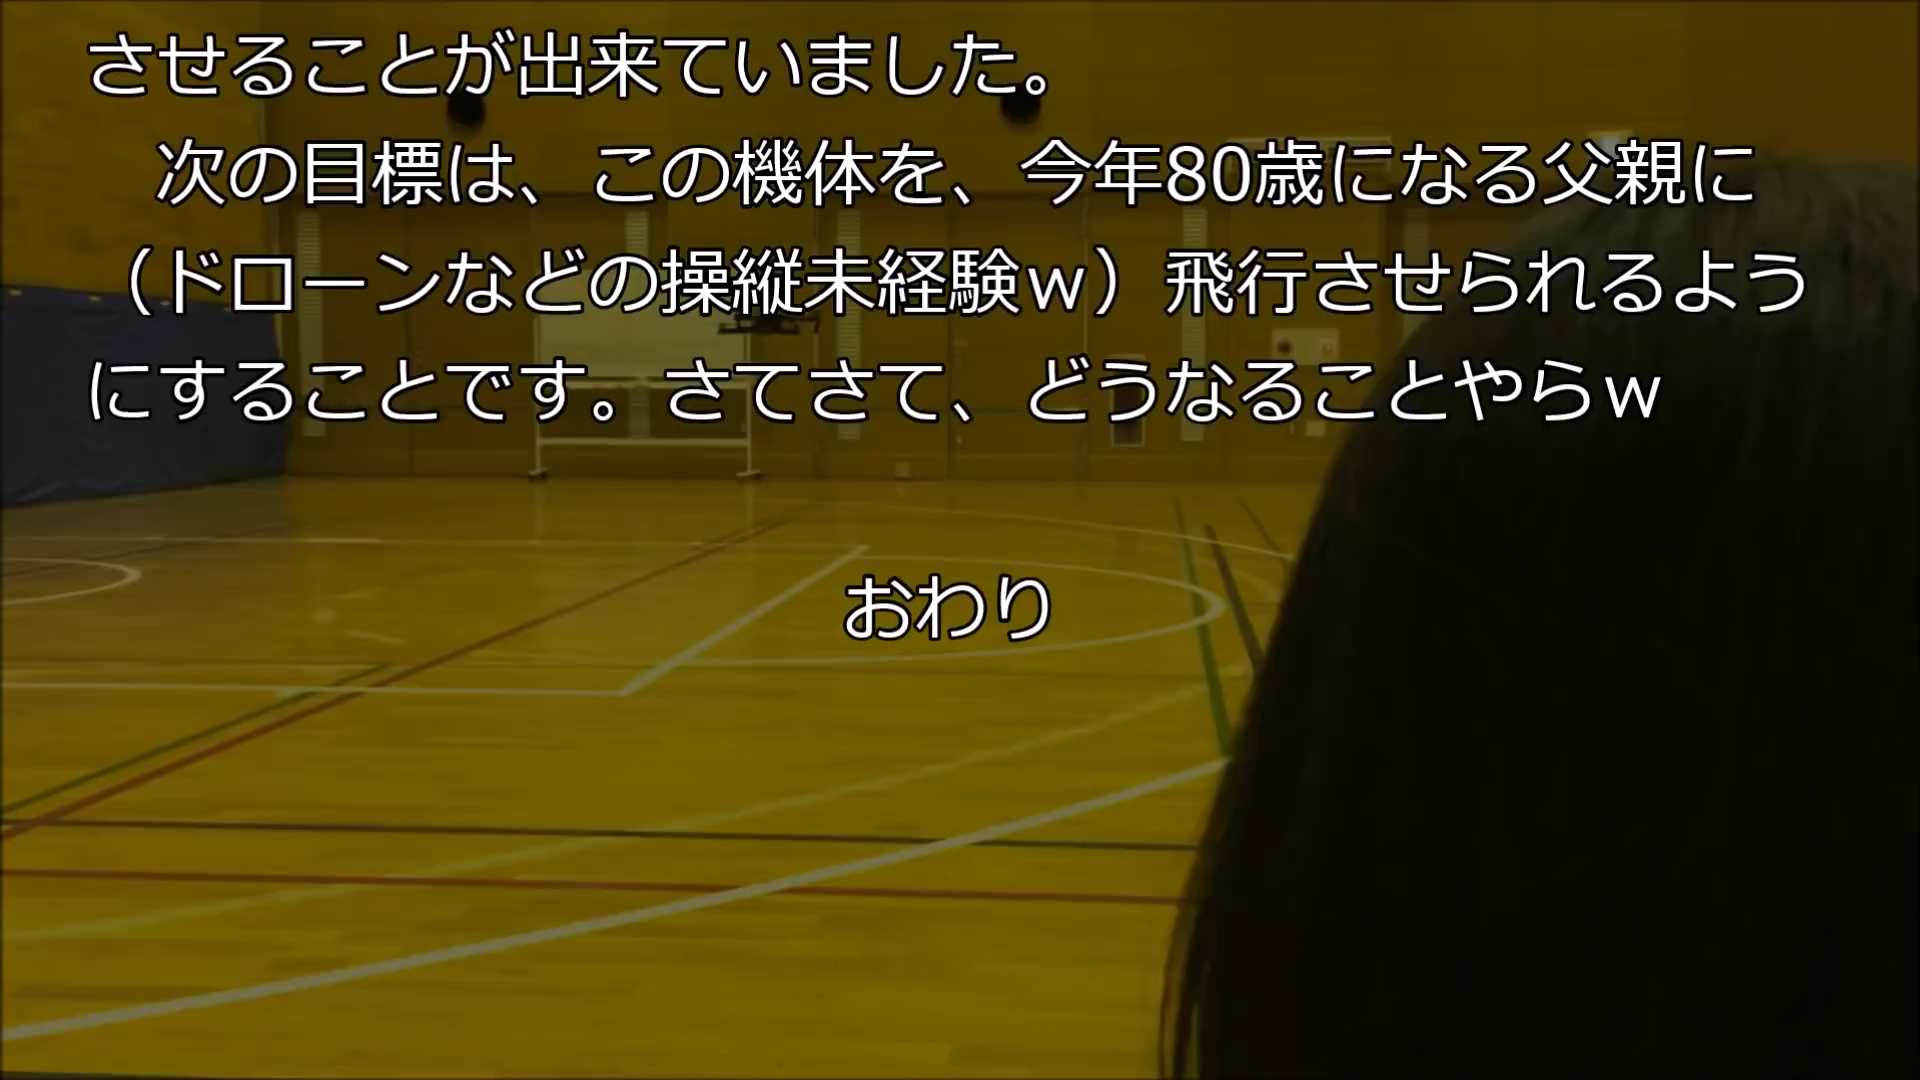 させることが出来ていました。
　次の目標は、この機体を、今年80歳になる父親に
（ドローンなどの操縦未経験ｗ）飛行させられるよう
にすることです。さてさて、どうなることやらｗ
おわり